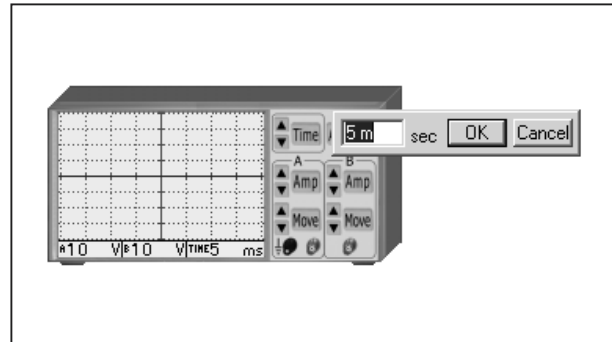 Time 5 m sec OK Cancel
A B
Amp Amp
Move Move
A10 V B10 V TIME5 ms